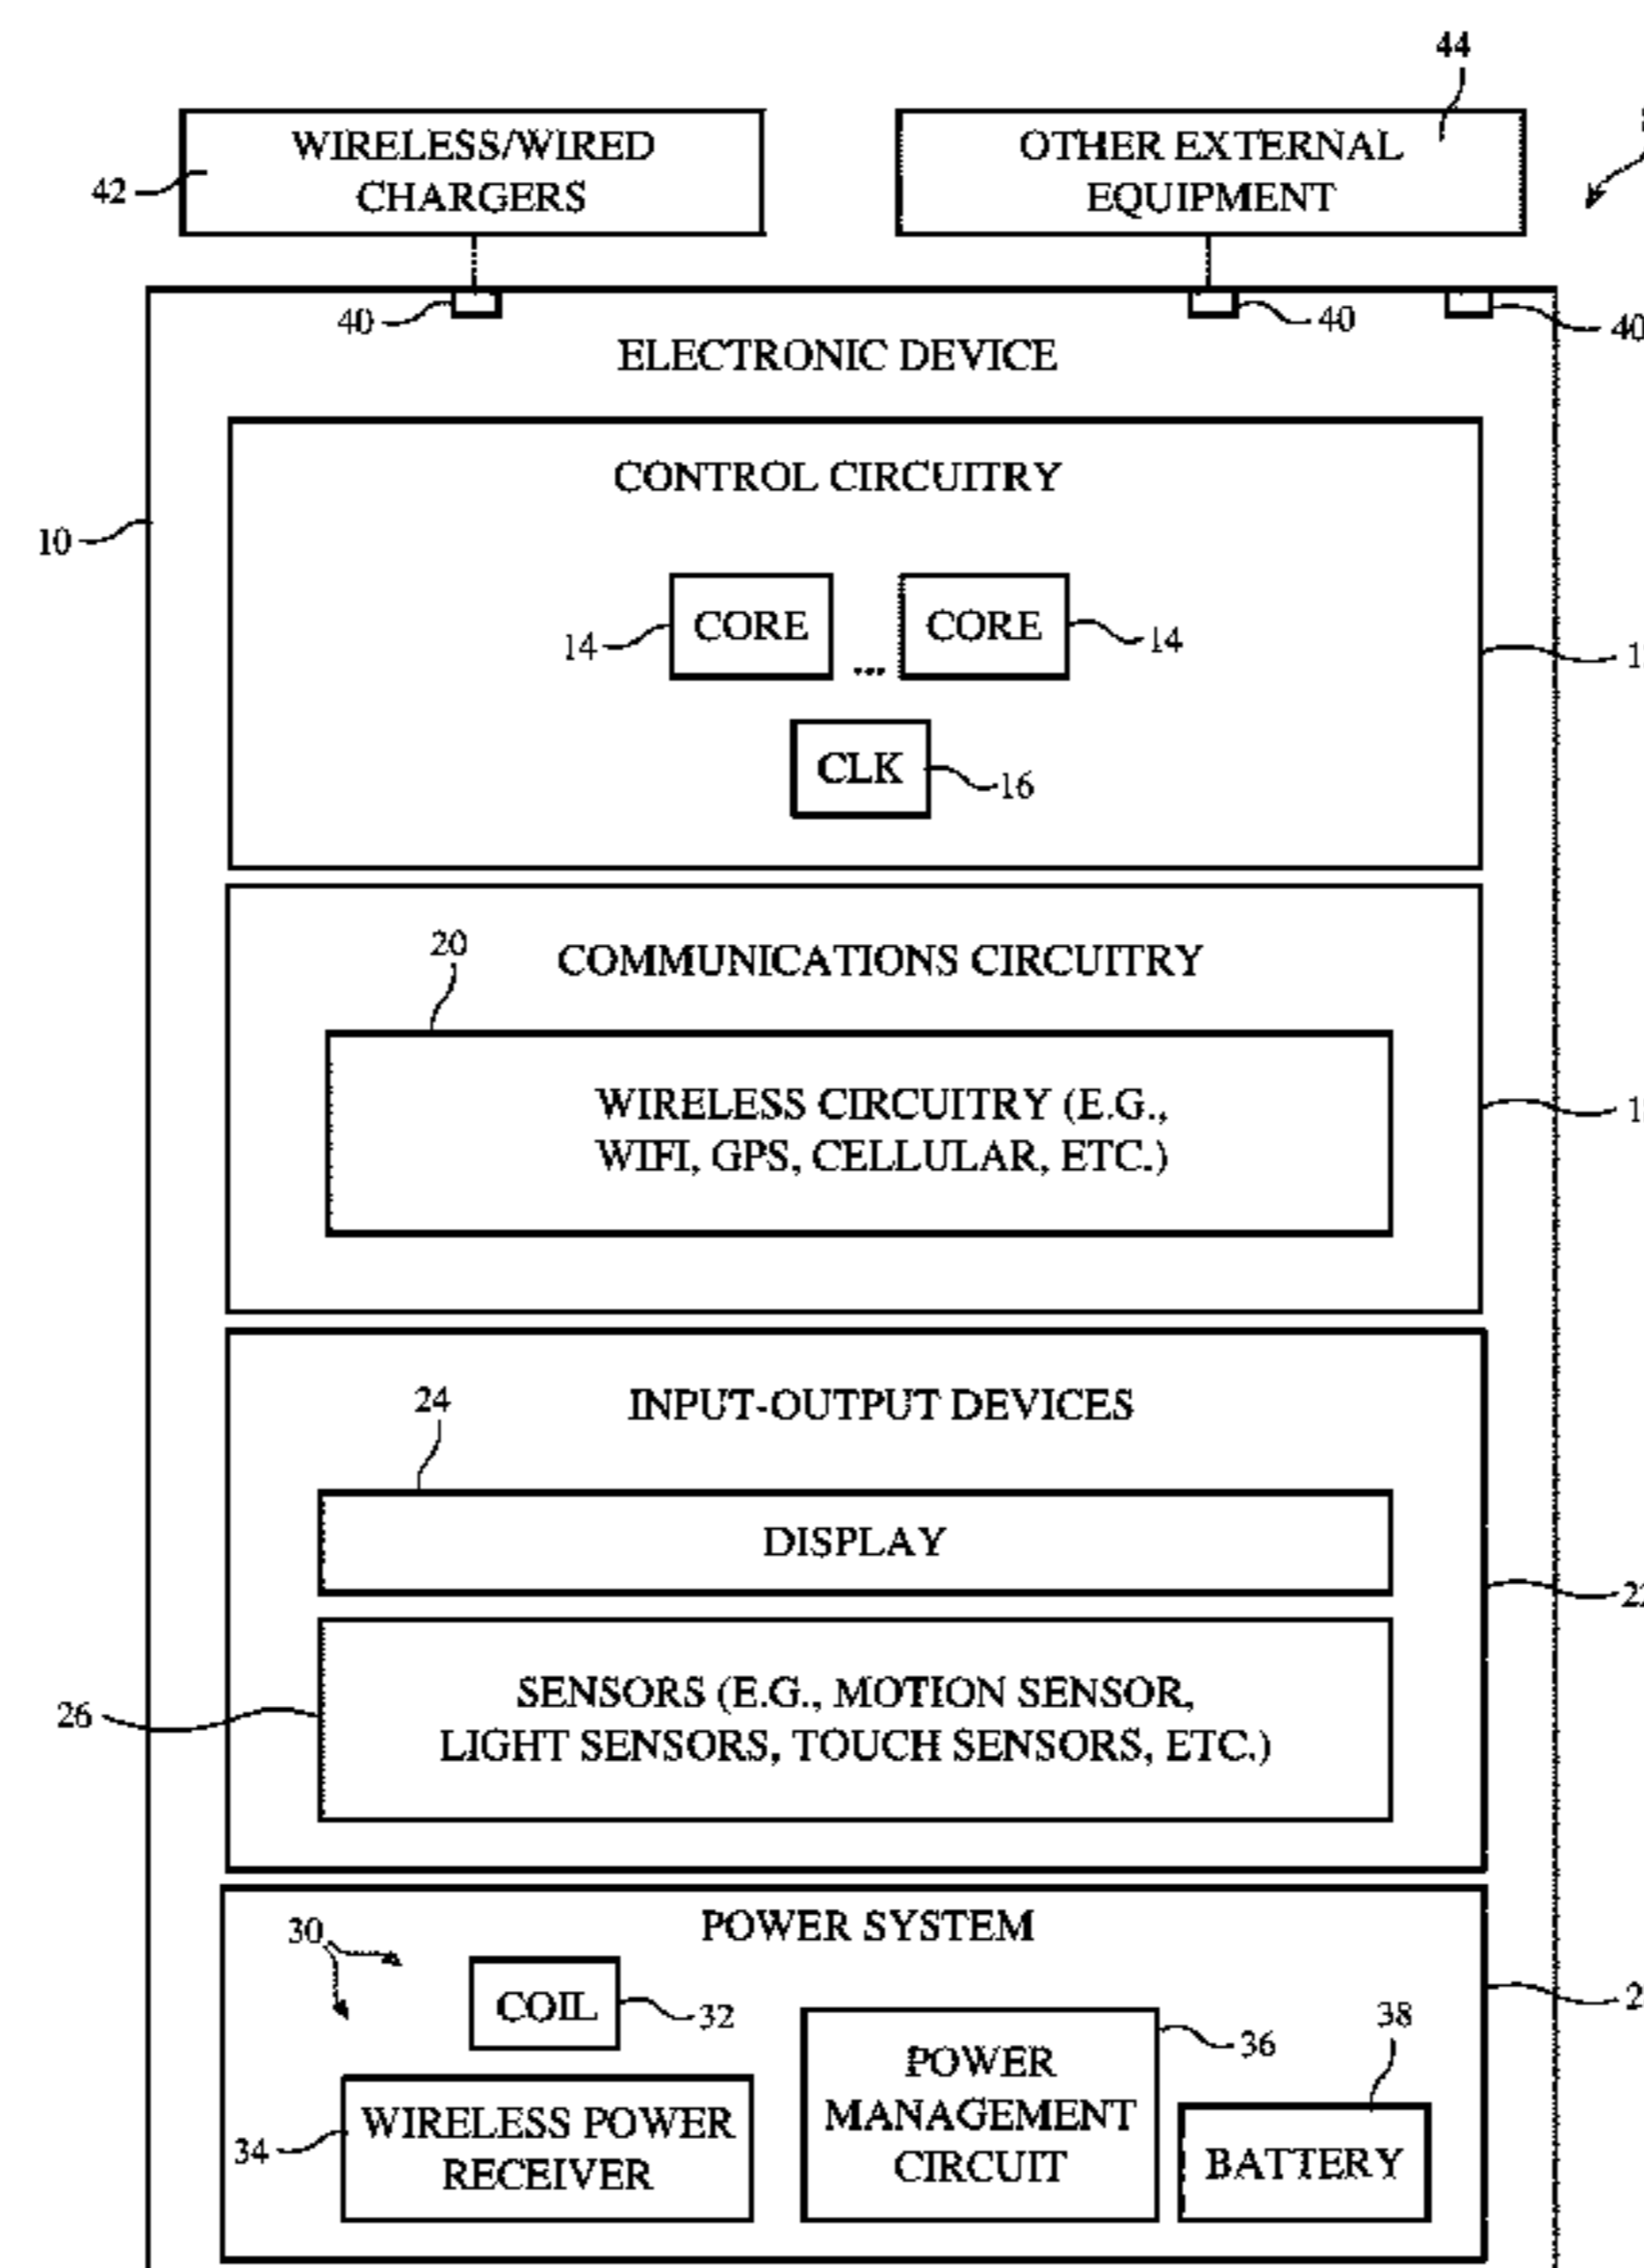 44
WIRELESS/WIRED
CHARGERS
42
OTHER EXTERNAL
EQUIPMENT
40
40
40
ELECTRONIC DEVICE
CONTROL CIRCUITRY
10
CORE
CORE
14
...
14
CLK
16
20
COMMUNICATIONS CIRCUITRY
WIRELESS CIRCUITRY (E.G.,
WIFI, GPS, CELLULAR, ETC.)
24
INPUT-OUTPUT DEVICES
DISPLAY
22
SENSORS (E.G., MOTION SENSOR,
LIGHT SENSORS, TOUCH SENSORS, ETC.)
26
POWER SYSTEM
30
COIL
32
38
36
POWER
MANAGEMENT
CIRCUIT
WIRELESS POWER
RECEIVER
34
BATTERY